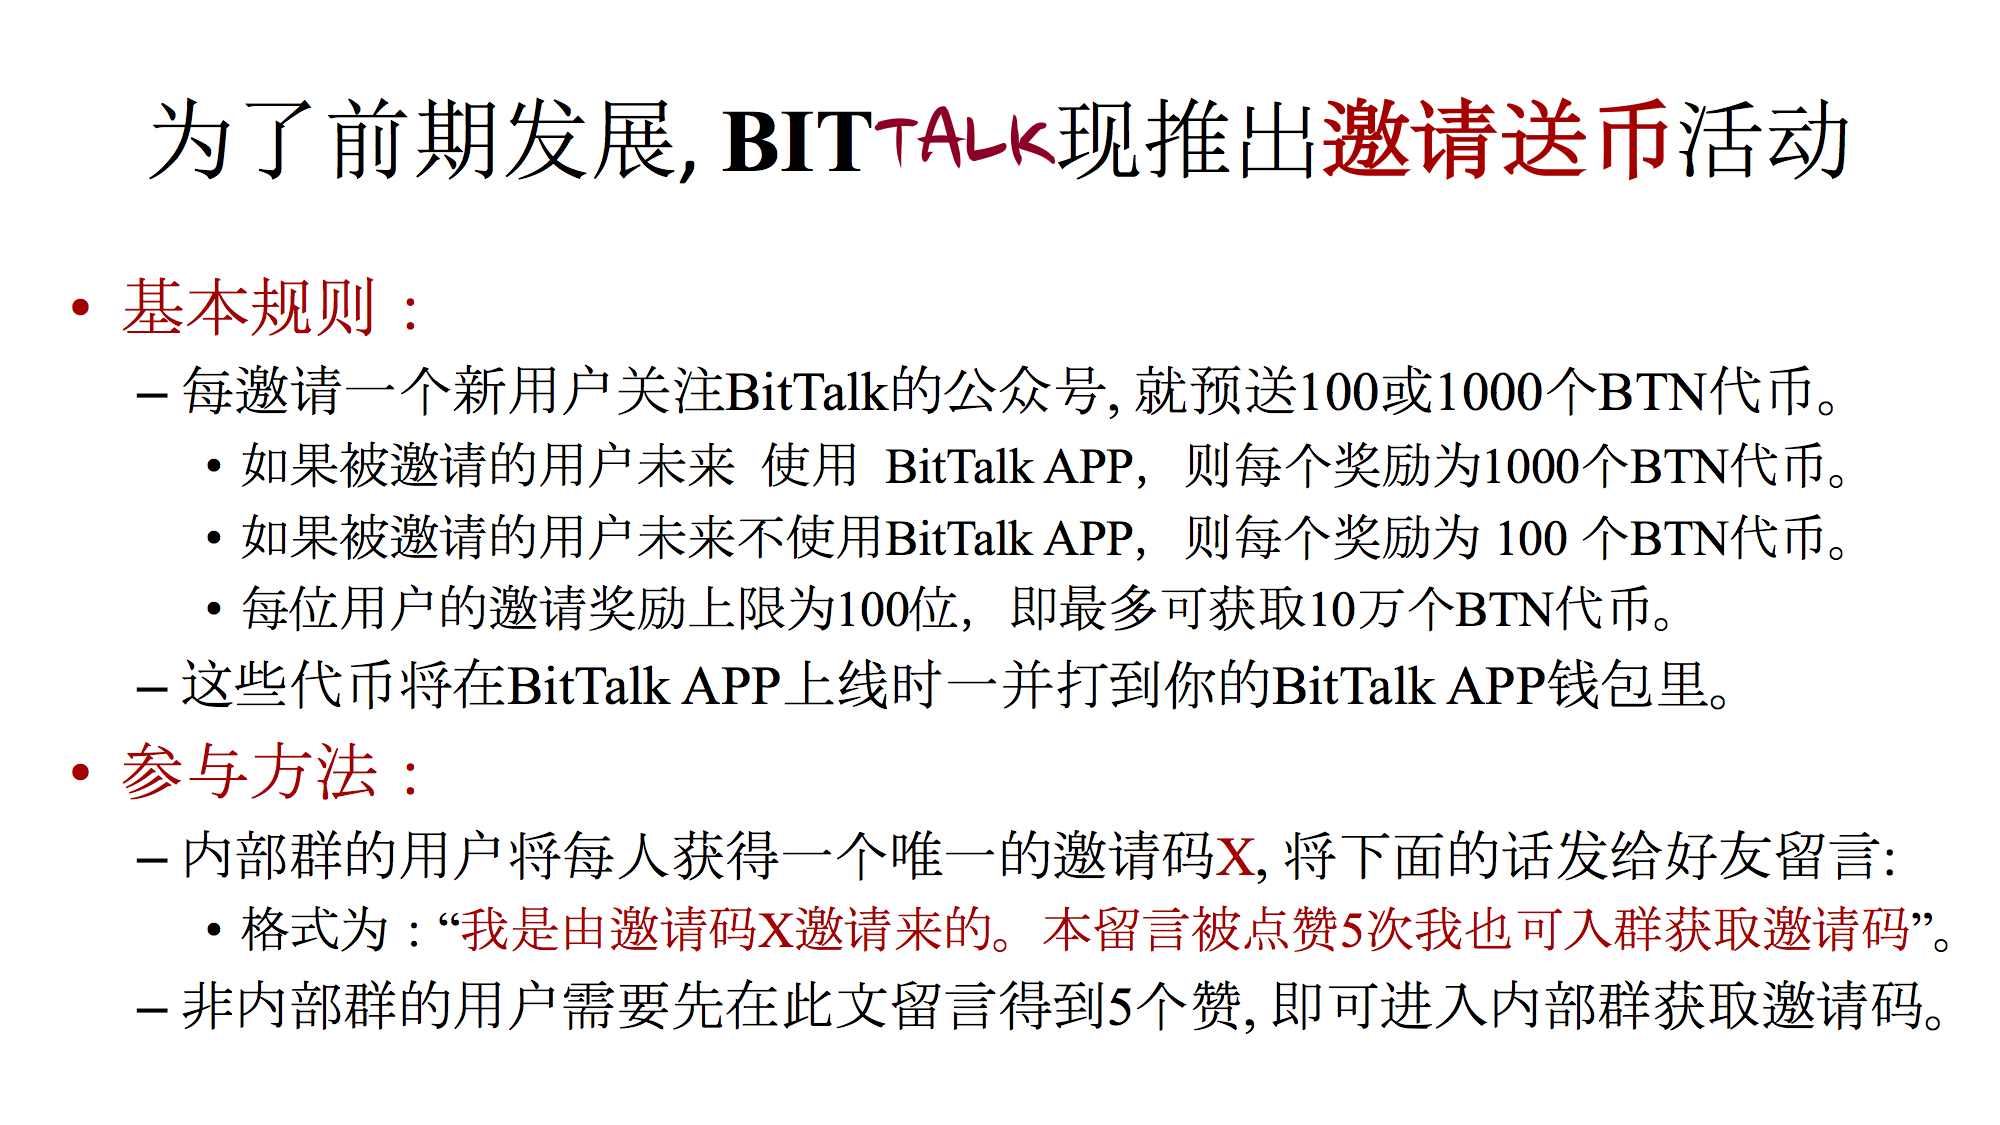 为了前期发展, BITTALK现推出邀请送币活动
• 基本规则：
– 每邀请一个新用户关注BitTalk的公众号, 就预送100或1000个BTN代币。
• 如果被邀请的用户未来 使用 BitTalk APP，则每个奖励为1000个BTN代币。
• 如果被邀请的用户未来不使用BitTalk APP，则每个奖励为 100 个BTN代币。
• 每位用户的邀请奖励上限为100位，即最多可获取10万个BTN代币。
– 这些代币将在BitTalk APP上线时一并打到你的BitTalk APP钱包里。
• 参与方法：
– 内部群的用户将每人获得一个唯一的邀请码X, 将下面的话发给好友留言:
• 格式为：“我是由邀请码X邀请来的。本留言被点赞5次我也可入群获取邀请码”。
– 非内部群的用户需要先在此文留言得到5个赞, 即可进入内部群获取邀请码。